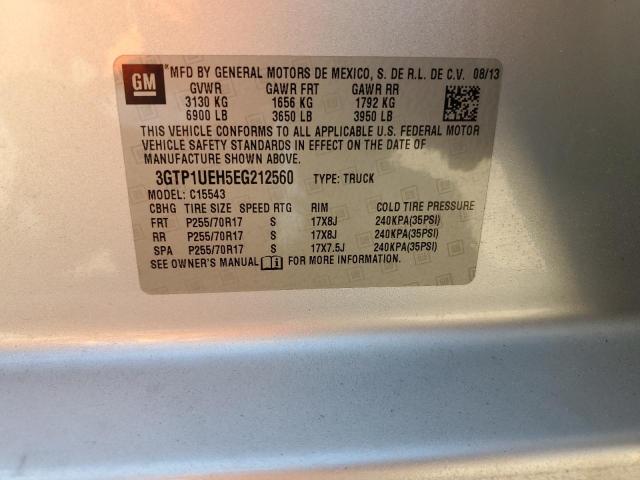 GM *MFD BY GENERAL MOTORS DE MEXICO, S. DE R.L. DE C.V. 08/13
GVWR GAWR FRT GAWR RR
3130 KG 1656 KG 1792 KG
6900 LB 3650 LB 3950 LB
THIS VEHICLE CONFORMS TO ALL APPLICABLE U.S. FEDERAL MOTOR
VEHICLE SAFETY STANDARDS IN EFFECT ON THE DATE OF
MANUFACTURE SHOWN ABOVE.
3GTP1UEH5EG212560 TYPE: TRUCK
MODEL: C15543
CBHG TIRE SIZE SPEED RTG RIM COLD TIRE PRESSURE
FRT P255/70R17 S 17X8J 240KPA(35PSI)
RR P255/70R17 S 17X8J 240KPA(35PSI)
SPA P255/70R17 S 17X7.5J 240KPA(35PSI)
SEE OWNER'S MANUAL FOR MORE INFORMATION.